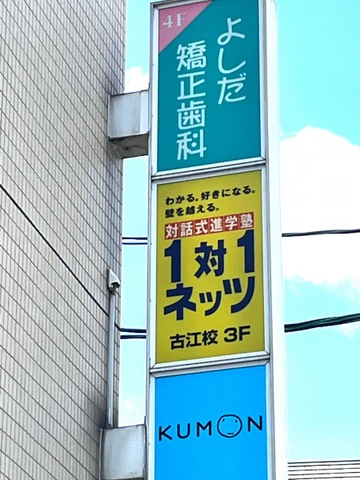 4F
よしだ
矯正歯科
わかる。好きになる。
壁を越える。
対話式進学塾
1対1
ネッツ
古江校 3F
KUMON